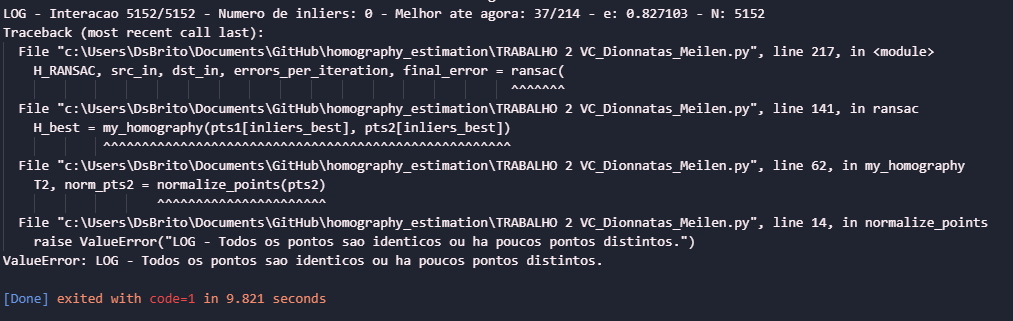 LOG - Interacao 5152/5152 - Numero de inliers: 0 - Melhor ate agora: 37/214 - e: 0.827103 - N: 5152
Traceback (most recent call last):
  File "c:\Users\DsBrito\Documents\GitHub\homography_estimation\TRABALHO 2 VC_Dionnatas_Meilen.py", line 217, in <module>
    H_RANSAC, src_in, dst_in, errors_per_iteration, final_error = ransac(
                                                                  ^^^^^^^
  File "c:\Users\DsBrito\Documents\GitHub\homography_estimation\TRABALHO 2 VC_Dionnatas_Meilen.py", line 141, in ransac
    H_best = my_homography(pts1[inliers_best], pts2[inliers_best])
             ^^^^^^^^^^^^^^^^^^^^^^^^^^^^^^^^^^^^^^^^^^^^^^^^^^^^^
  File "c:\Users\DsBrito\Documents\GitHub\homography_estimation\TRABALHO 2 VC_Dionnatas_Meilen.py", line 62, in my_homography
    T2, norm_pts2 = normalize_points(pts2)
                    ^^^^^^^^^^^^^^^^^^^^^^
  File "c:\Users\DsBrito\Documents\GitHub\homography_estimation\TRABALHO 2 VC_Dionnatas_Meilen.py", line 14, in normalize_points
    raise ValueError("LOG - Todos os pontos sao identicos ou ha poucos pontos distintos.")
ValueError: LOG - Todos os pontos sao identicos ou ha poucos pontos distintos.
[Done] exited with code=1 in 9.821 seconds